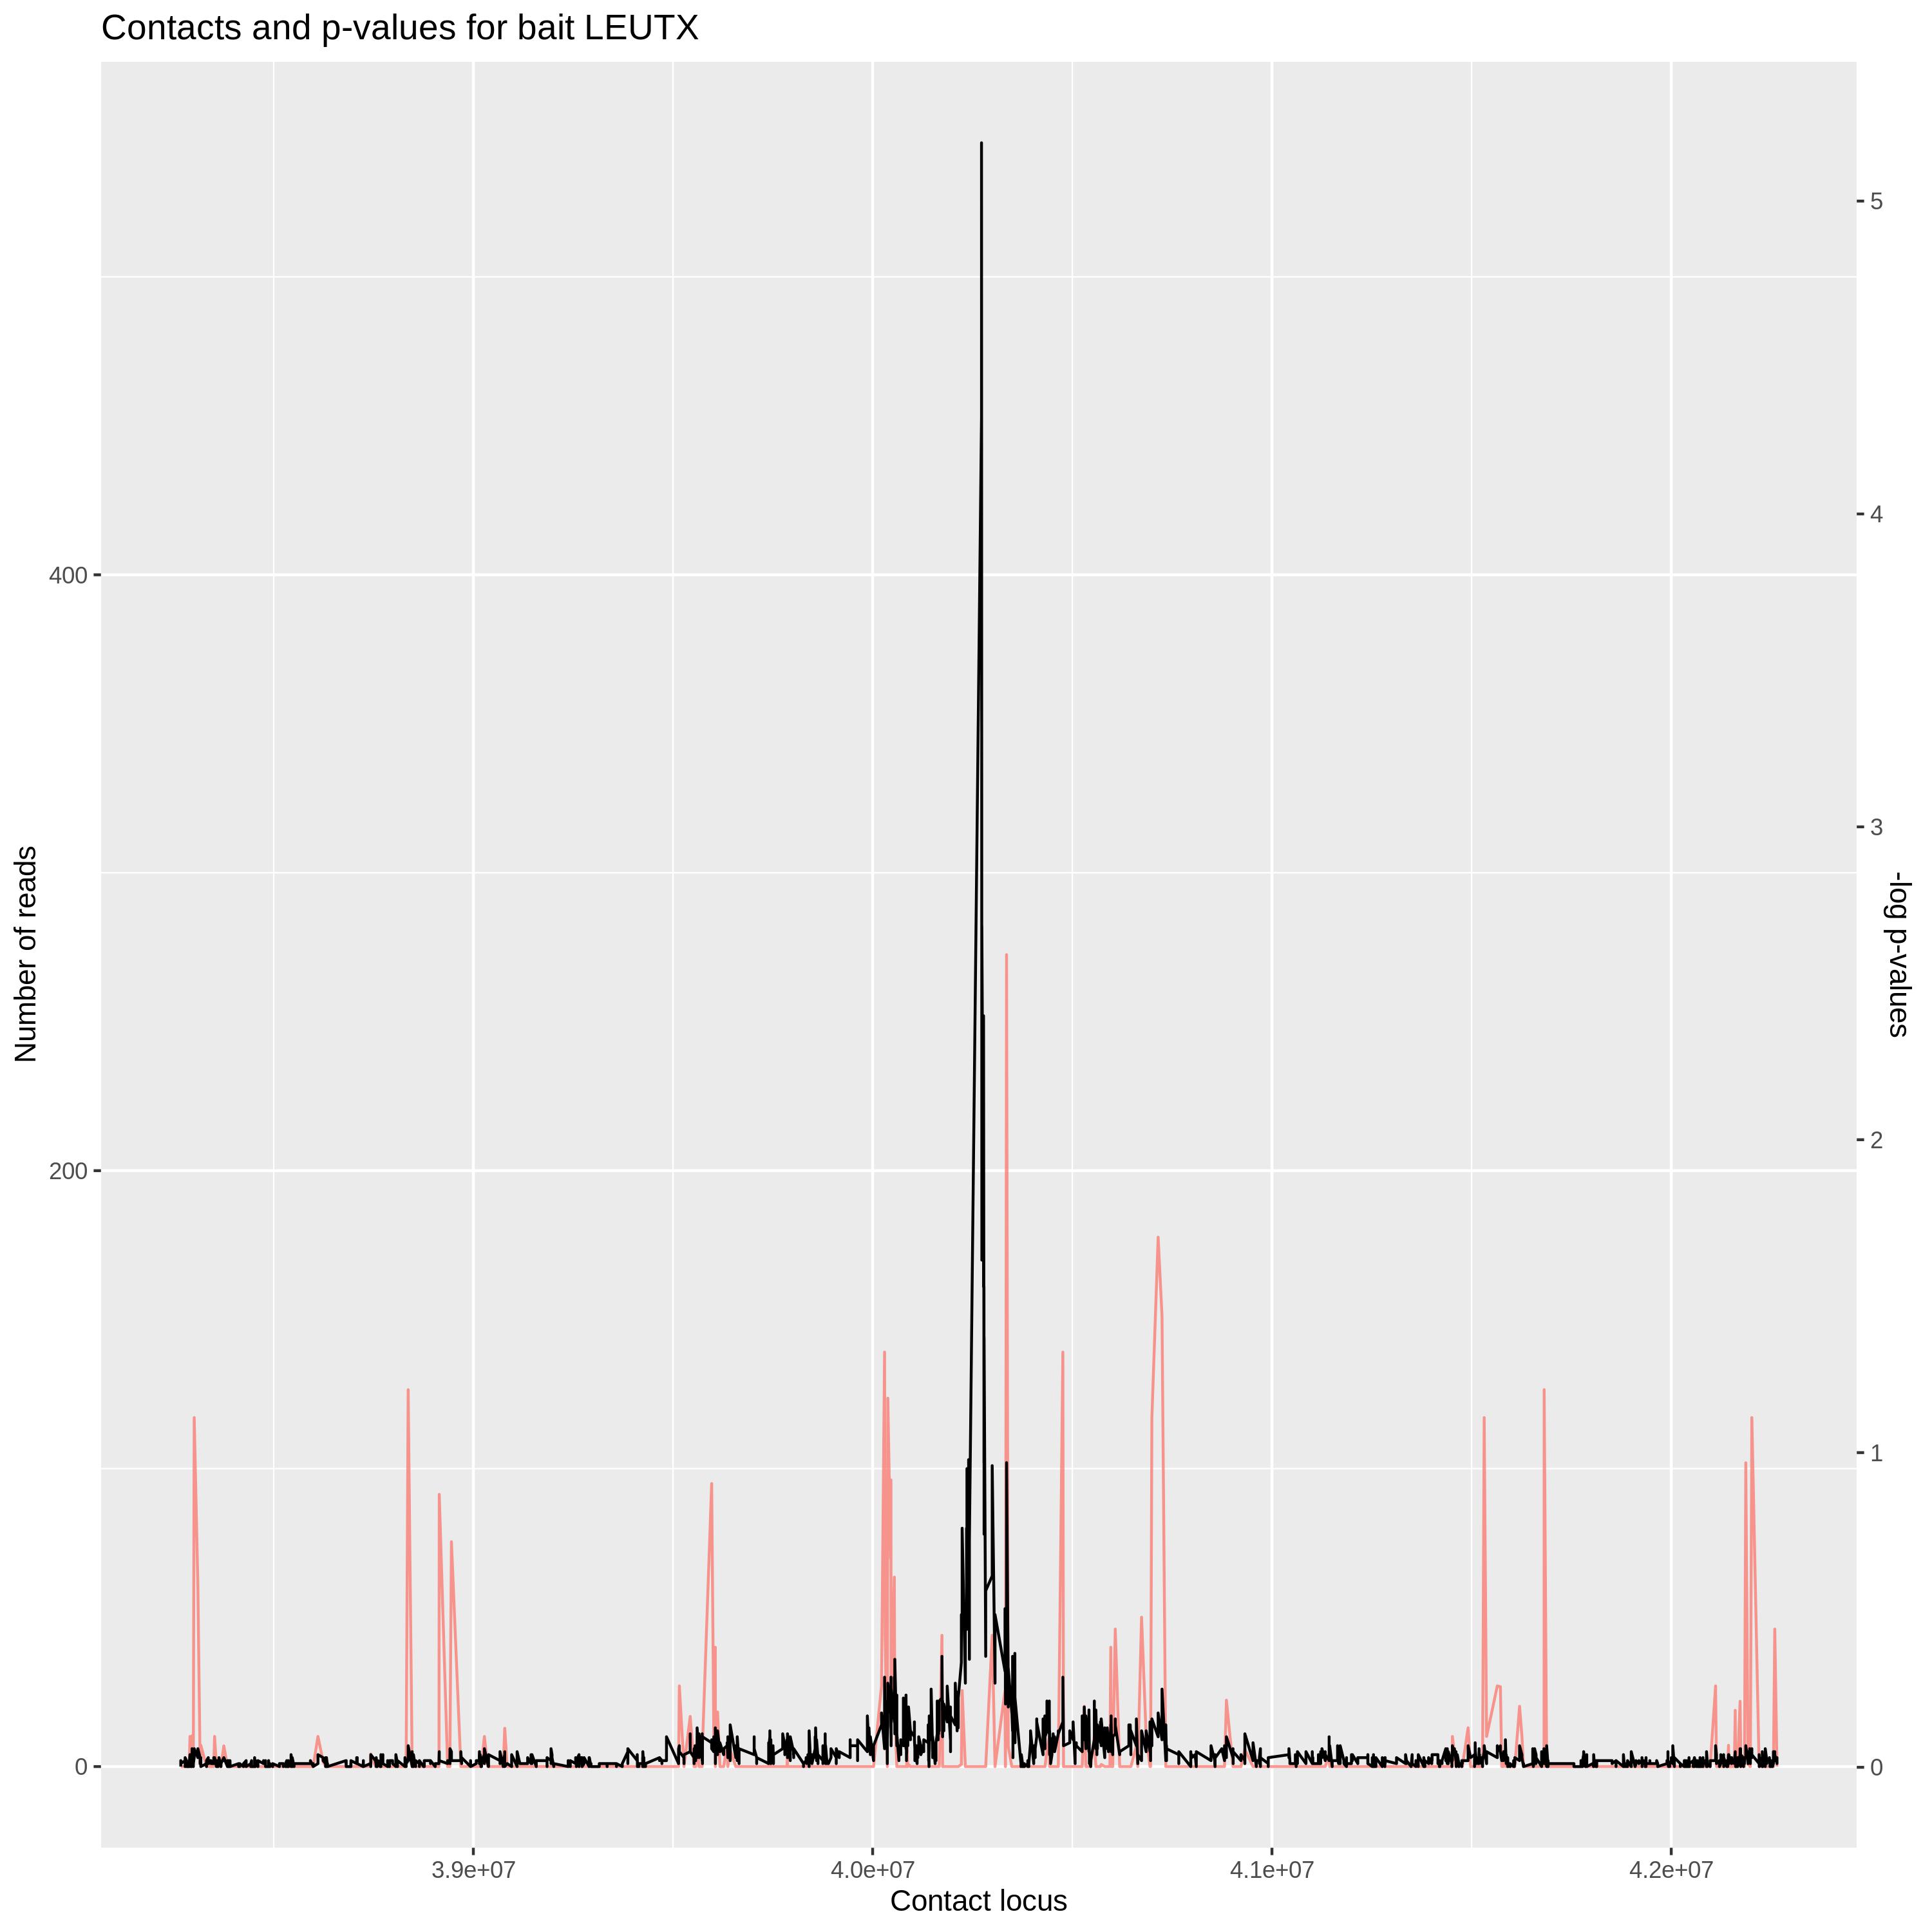 Contacts and p-values for bait LEUTX
5
4
400
3
Number of reads
-log p-values
2
200
1
0
0
3.9e+07
4.0e+07
4.1e+07
4.2e+07
Contact locus